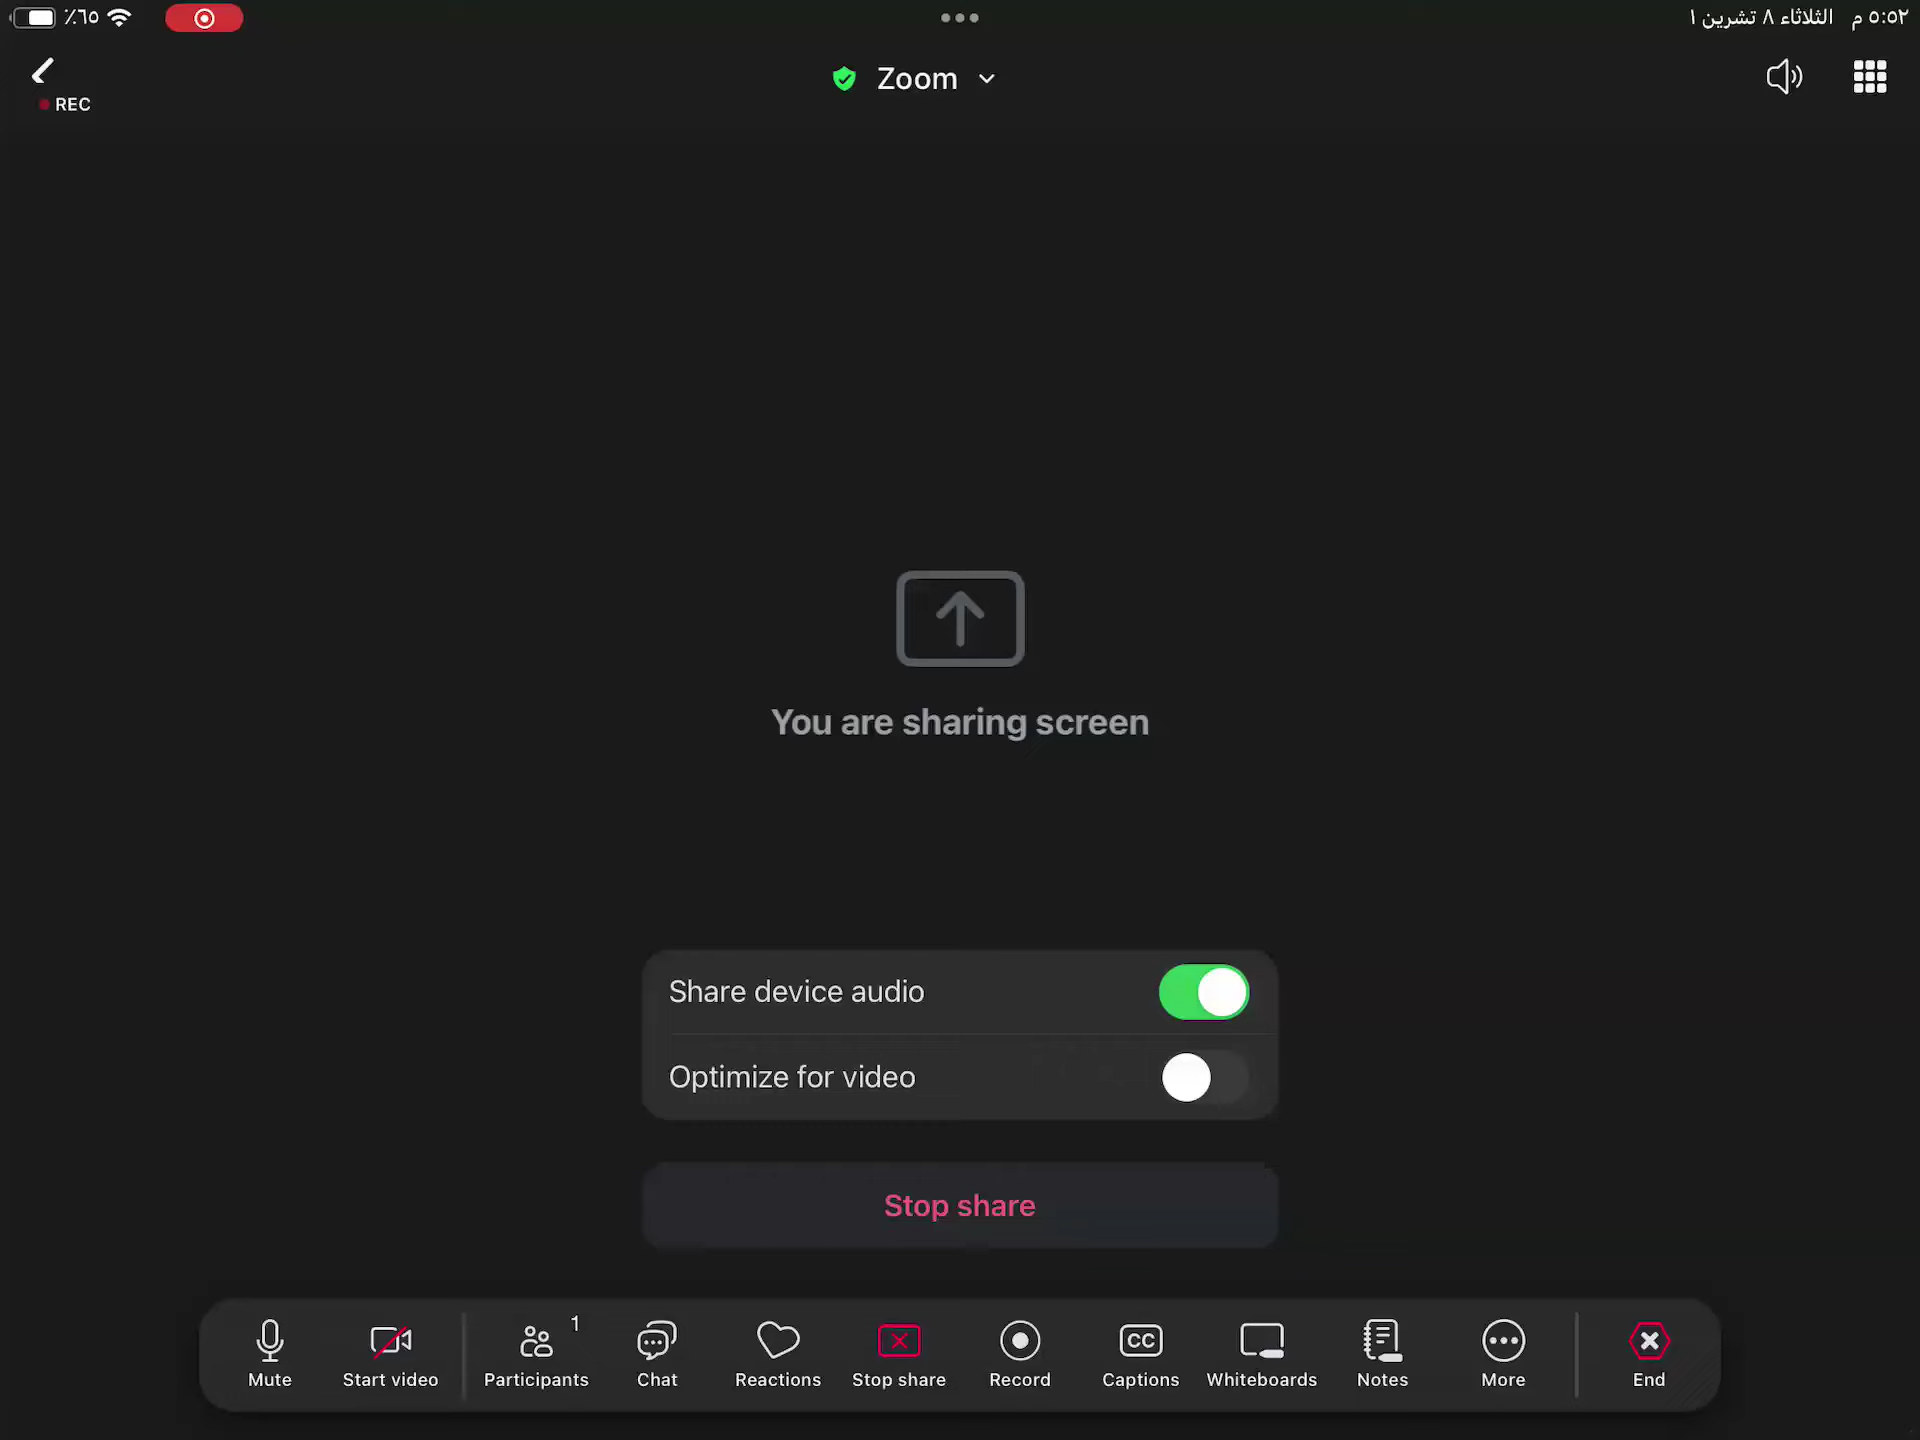 ٪٦٥
٥:٥٢ م الثلاثاء ٨ تشرين ١
REC
Zoom
You are sharing screen
Share device audio
Optimize for video
Stop share
Mute
Start video
Participants
1
Chat
Reactions
Stop share
Record
CC
Captions
Whiteboards
Notes
More
End